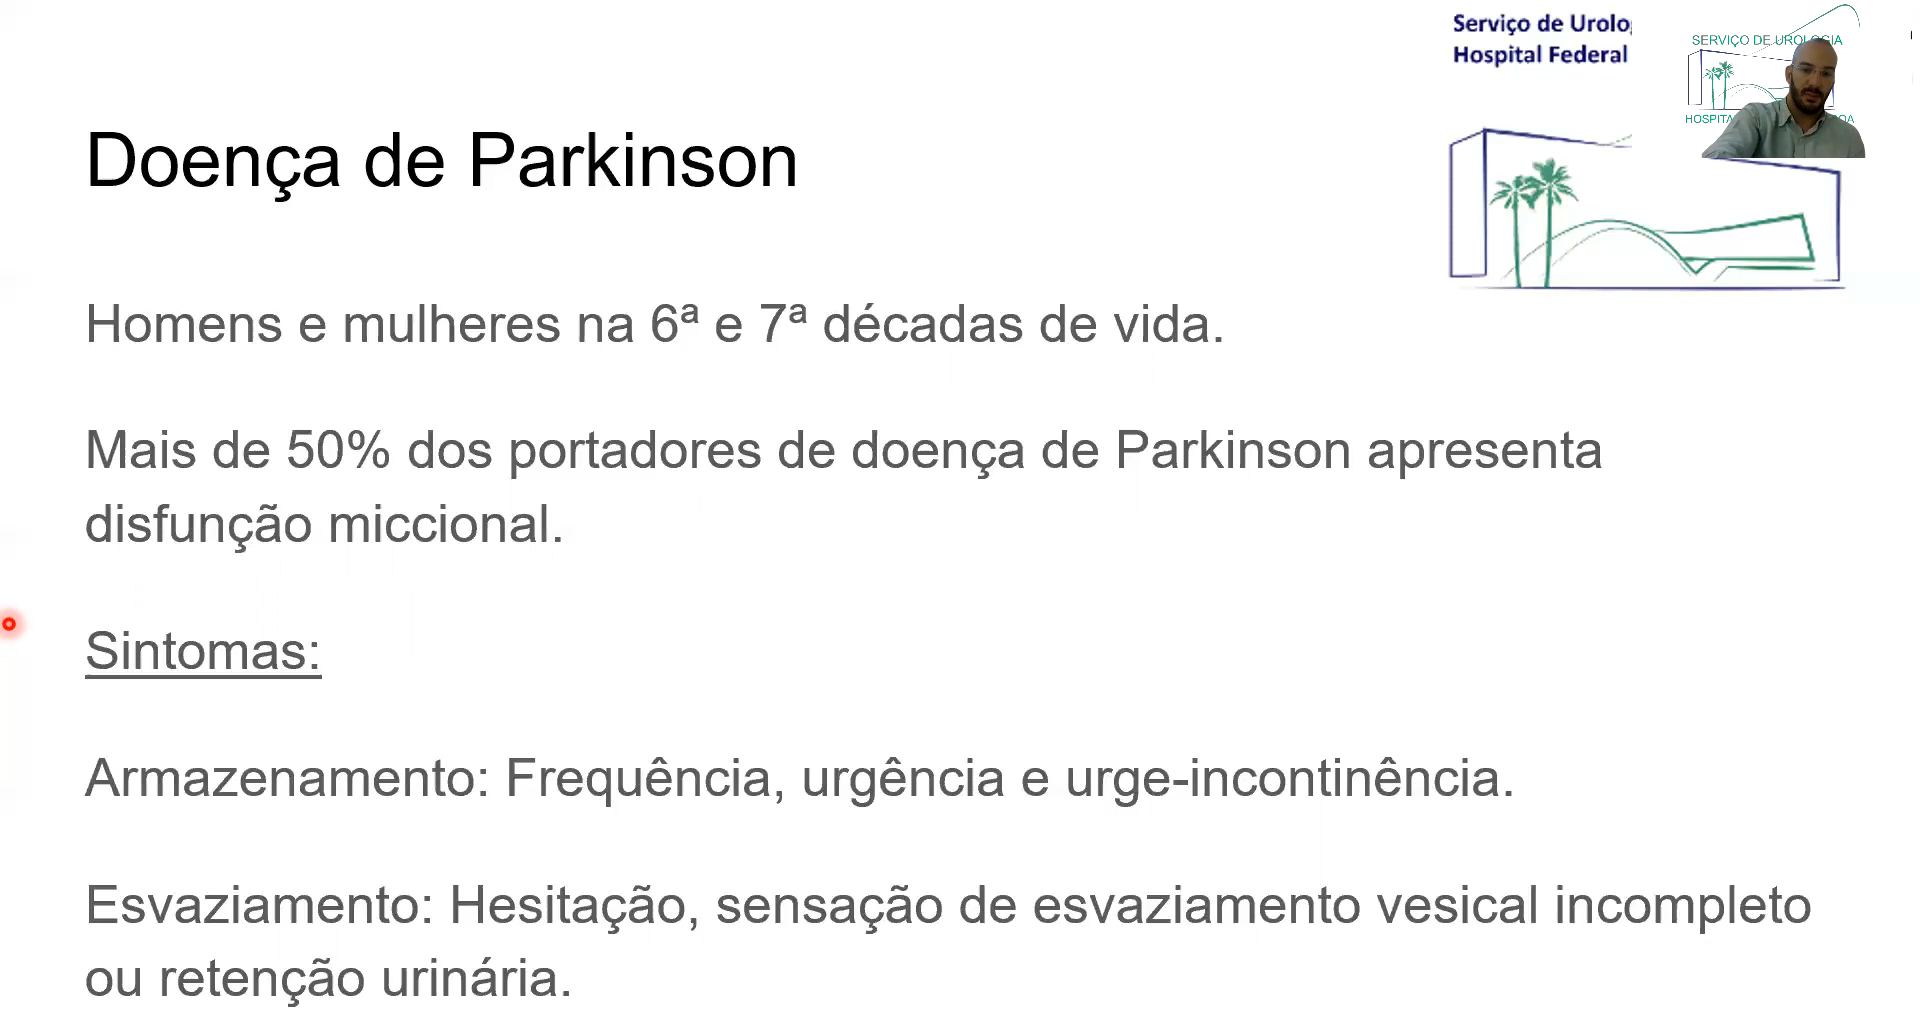 Serviço de Urolo
Hospital Federal
SERVIÇO DE UROLOGIA
Doença de Parkinson
Homens e mulheres na 6ª e 7ª décadas de vida.
Mais de 50% dos portadores de doença de Parkinson apresenta
disfunção miccional.
Sintomas:
Armazenamento: Frequência, urgência e urge-incontinência.
Esvaziamento: Hesitação, sensação de esvaziamento vesical incompleto
ou retenção urinária.